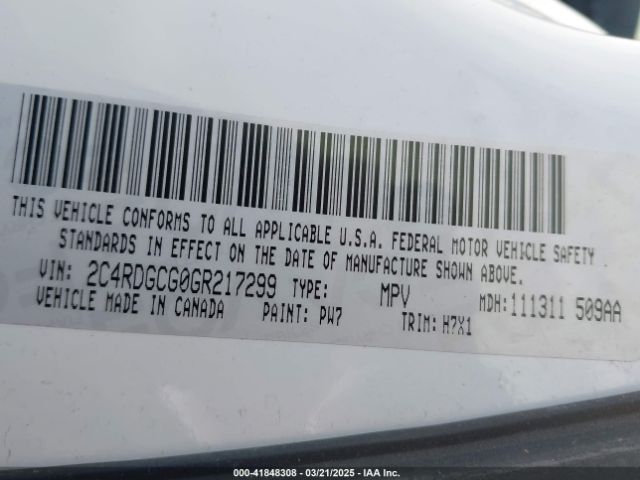 THIS VEHICLE CONFORMS TO ALL APPLICABLE U.S.A. FEDERAL MOTOR VEHICLE SAFETY
STANDARDS IN EFFECT ON THE DATE OF MANUFACTURE SHOWN ABOVE.
VIN: 2C4RDGCG0GR217299 TYPE: MPV MDH:111311 509AA
VEHICLE MADE IN CANADA PAINT: PW7 TRIM: H7X1
000-41848308 | 03/21/2025 | IAA Inc.